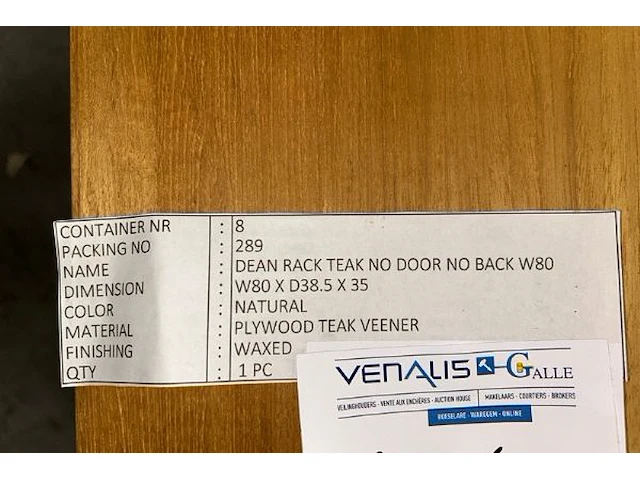 CONTAINER NR : 8
PACKING NO : 289
NAME : DEAN RACK TEAK NO DOOR NO BACK W80
DIMENSION : W80 X D38.5 X 35
COLOR : NATURAL
MATERIAL : PLYWOOD TEAK VEENER
FINISHING : WAXED
QTY : 1 PC
VENALIS GALLE
VEILINGHOUDERS - VENTE AUX ENCHÈRES - AUCTION HOUSE | MAKELAARS - COURTIERS - BROKERS
ROESELARE - WAREGEM - ONLINE